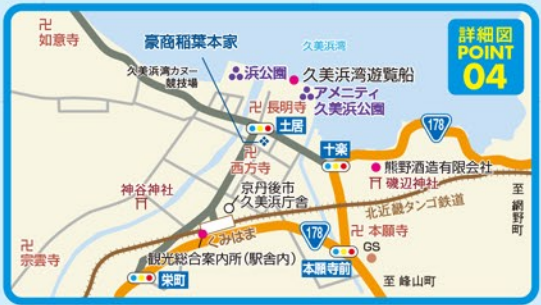 卍
如意寺
豪商稲葉本家
久美浜湾
詳細図
POINT
04
久美浜湾カヌー
競技場
浜公園
久美浜湾遊覧船
アメニティ
久美浜公園
卍 長明寺
土居
178
十楽
卍
西方寺
熊野酒造有限会社
磯辺神社
神谷神社
京丹後市
久美浜庁舎
北近畿タンゴ鉄道
至 網野町
卍
宗雲寺
くみはま
178
卍 本願寺
GS
観光総合案内所(駅舎内)
本願寺前
栄町
至 峰山町